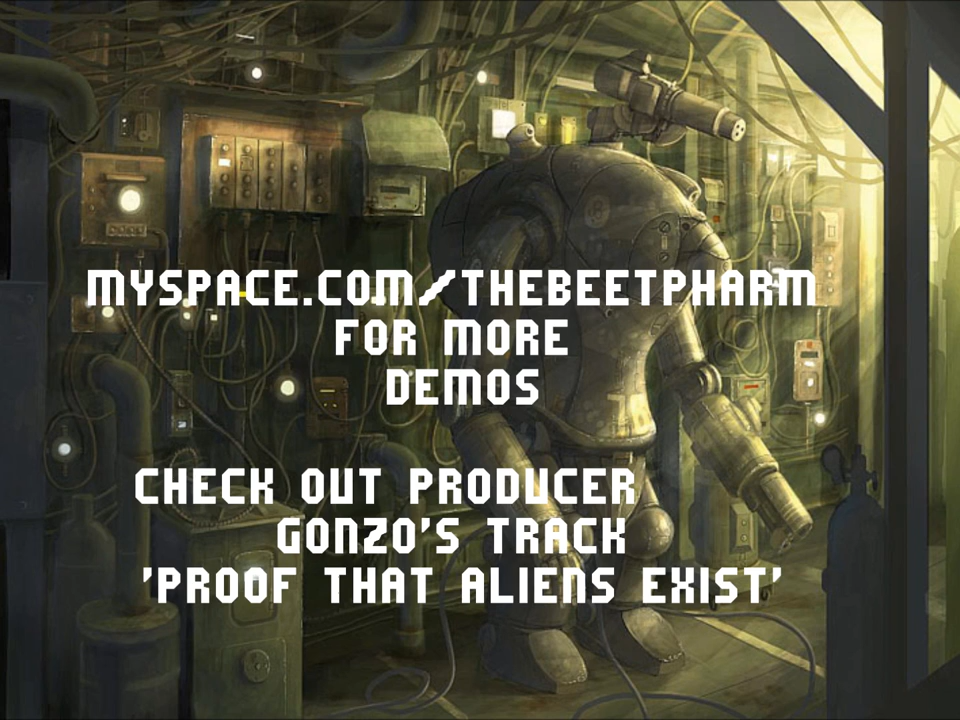 MYSPACE.COM/THEBEETPHARM
FOR MORE
DEMOS
CHECK OUT PRODUCER
GONZO'S TRACK
'PROOF THAT ALIENS EXIST'